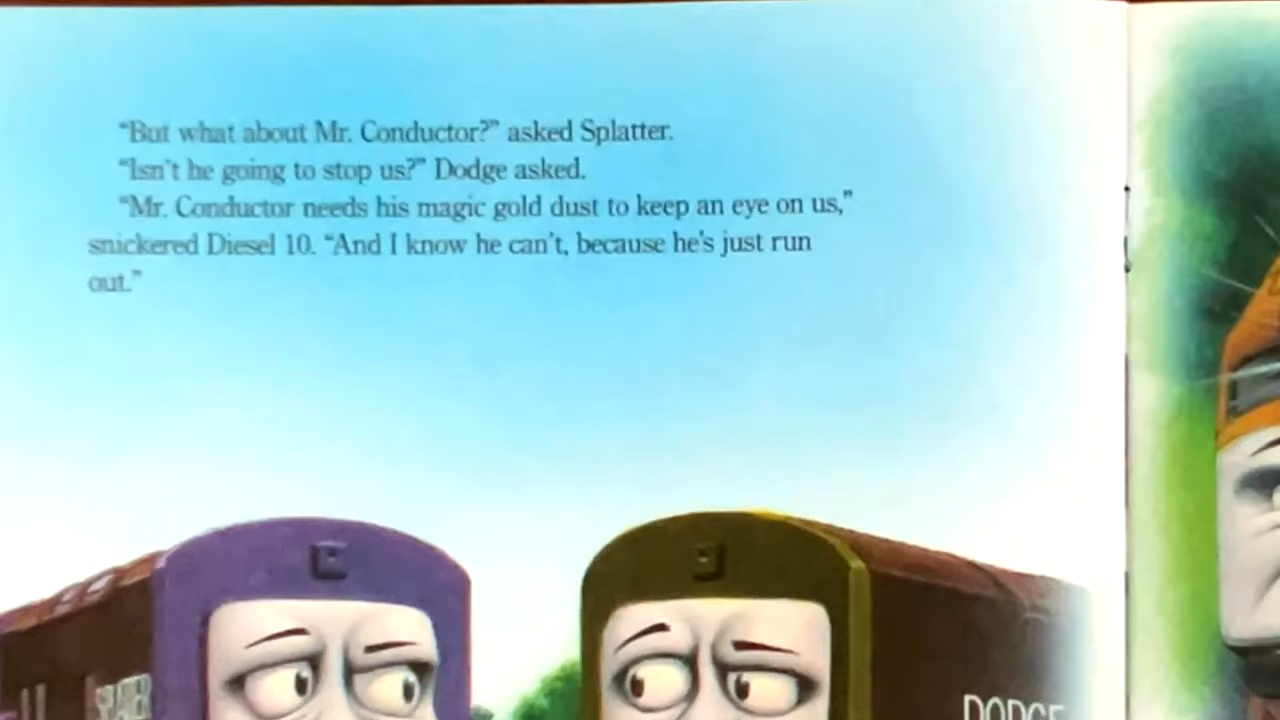 “But what about Mr. Conductor?” asked Splatter.
“Isn’t he going to stop us?” Dodge asked.
“Mr. Conductor needs his magic gold dust to keep an eye on us,”
snickered Diesel 10. “And I know he can’t, because he’s just run
out.”
SPLATTER
DODGE